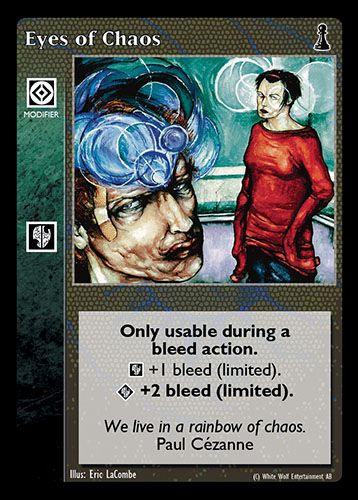 Eyes of Chaos
MODIFIER
Only usable during a
bleed action.
+1 bleed (limited).
+2 bleed (limited).
We live in a rainbow of chaos.
Paul Cézanne
Illus: Eric LaCombe
(C) White Wolf Entertainment AB